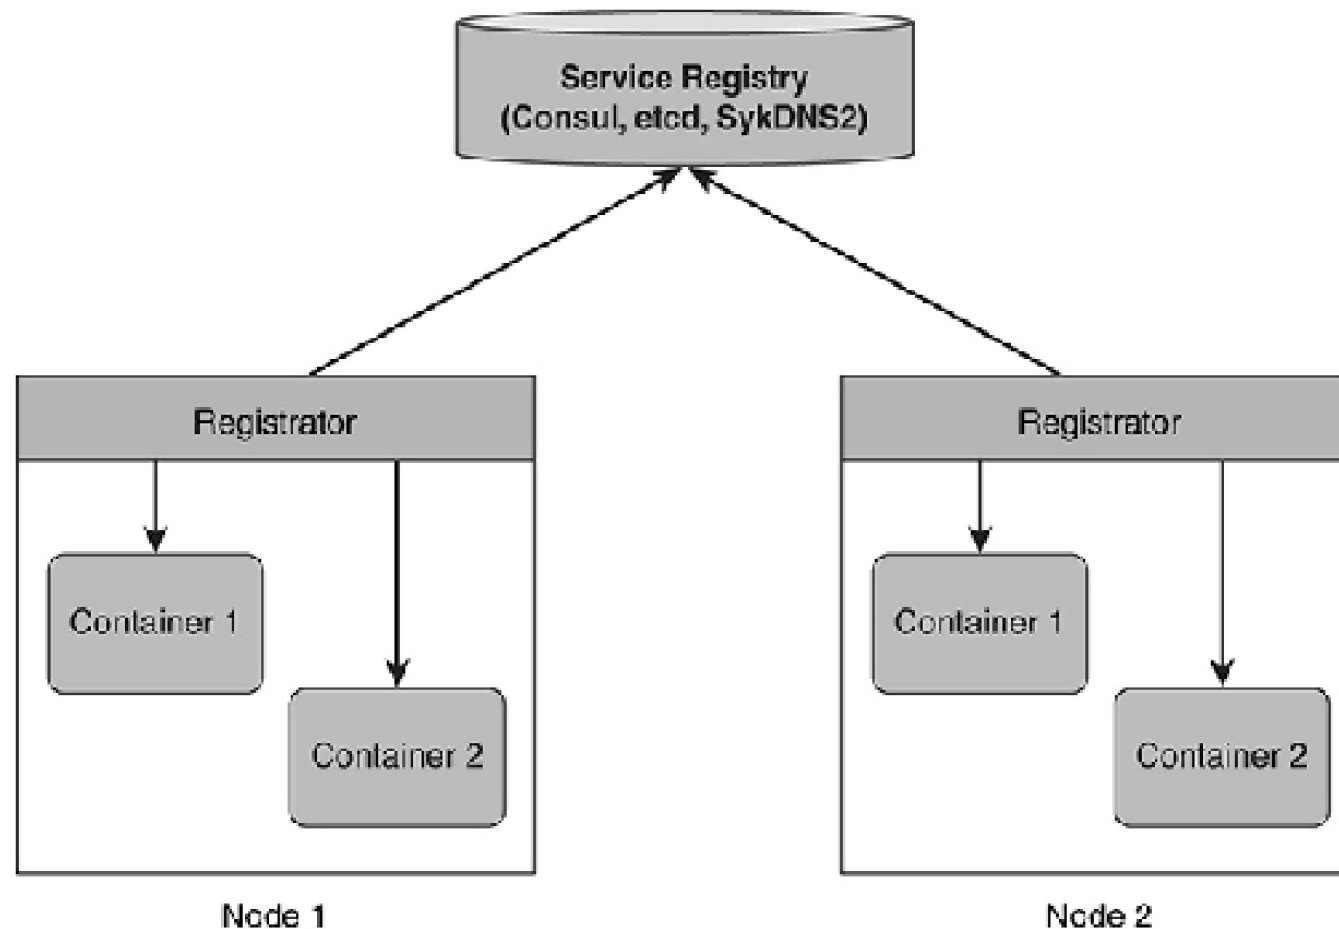 Service Registry
(Consul, etcd, SykDNS2)
Registrator
Registrator
Container 1
Container 1
Container 2
Container 2
Node 1
Node 2